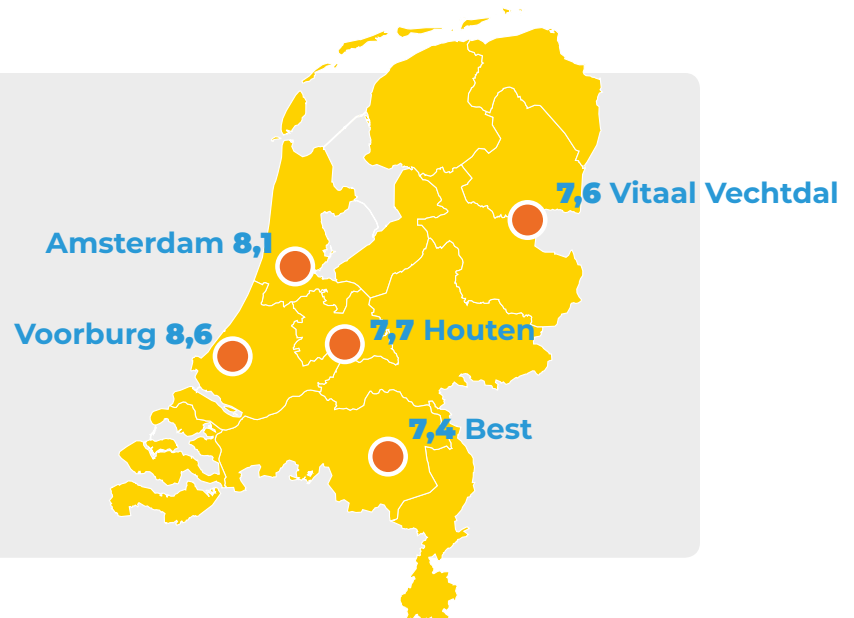 7,6 Vitaal Vechtdal
Amsterdam 8,1
Voorburg 8,6
7,7 Houten
7,4 Best